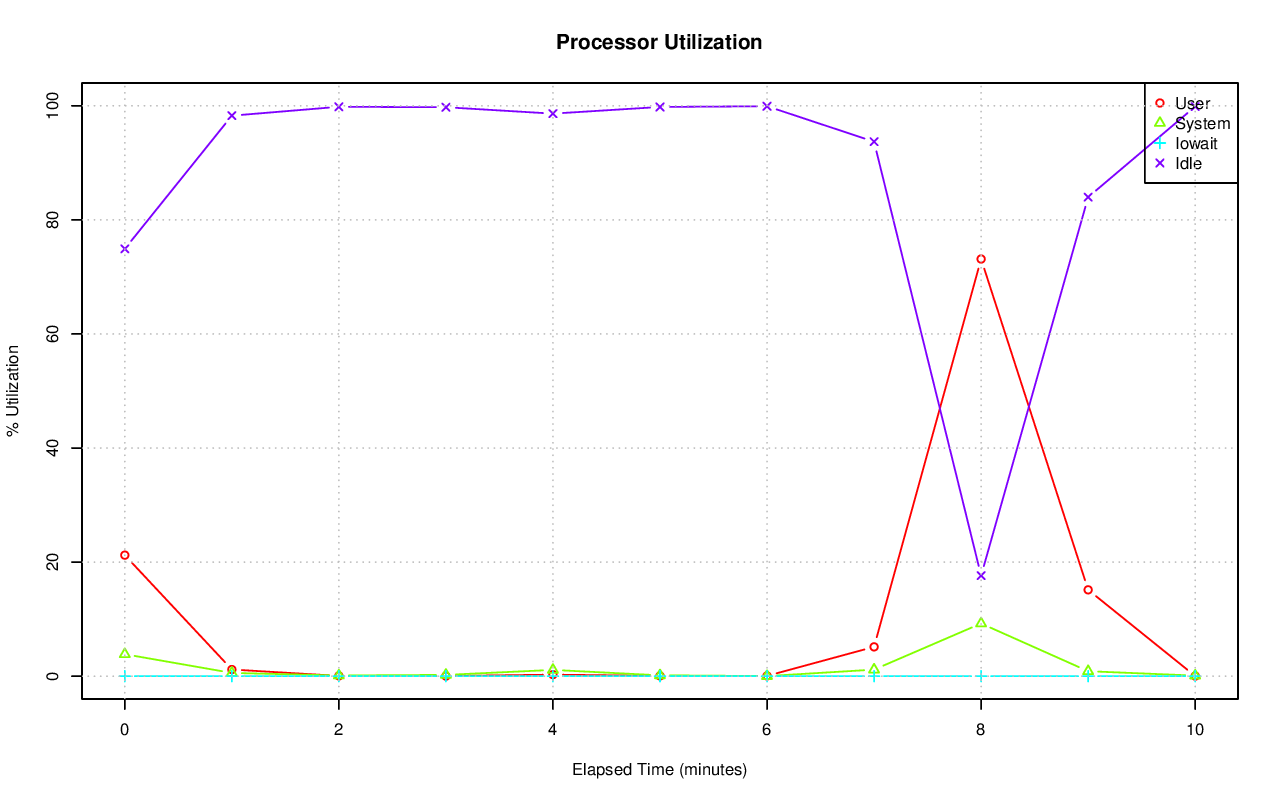 Processor Utilization
% Utilization
100
80
60
40
20
0
User
System
Iowait
Idle
0 2 4 6 8 10
Elapsed Time (minutes)